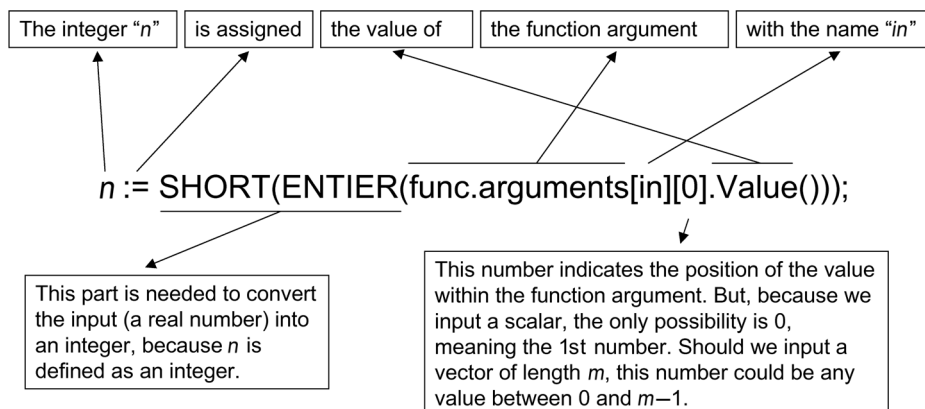 The integer “n” is assigned the value of the function argument with the name “in”
n := SHORT(ENTIER(func.arguments[in][0].Value()));
This part is needed to convert
the input (a real number) into
an integer, because n is
defined as an integer.
This number indicates the position of the value
within the function argument. But, because we
input a scalar, the only possibility is 0,
meaning the 1st number. Should we input a
vector of length m, this number could be any
value between 0 and m–1.